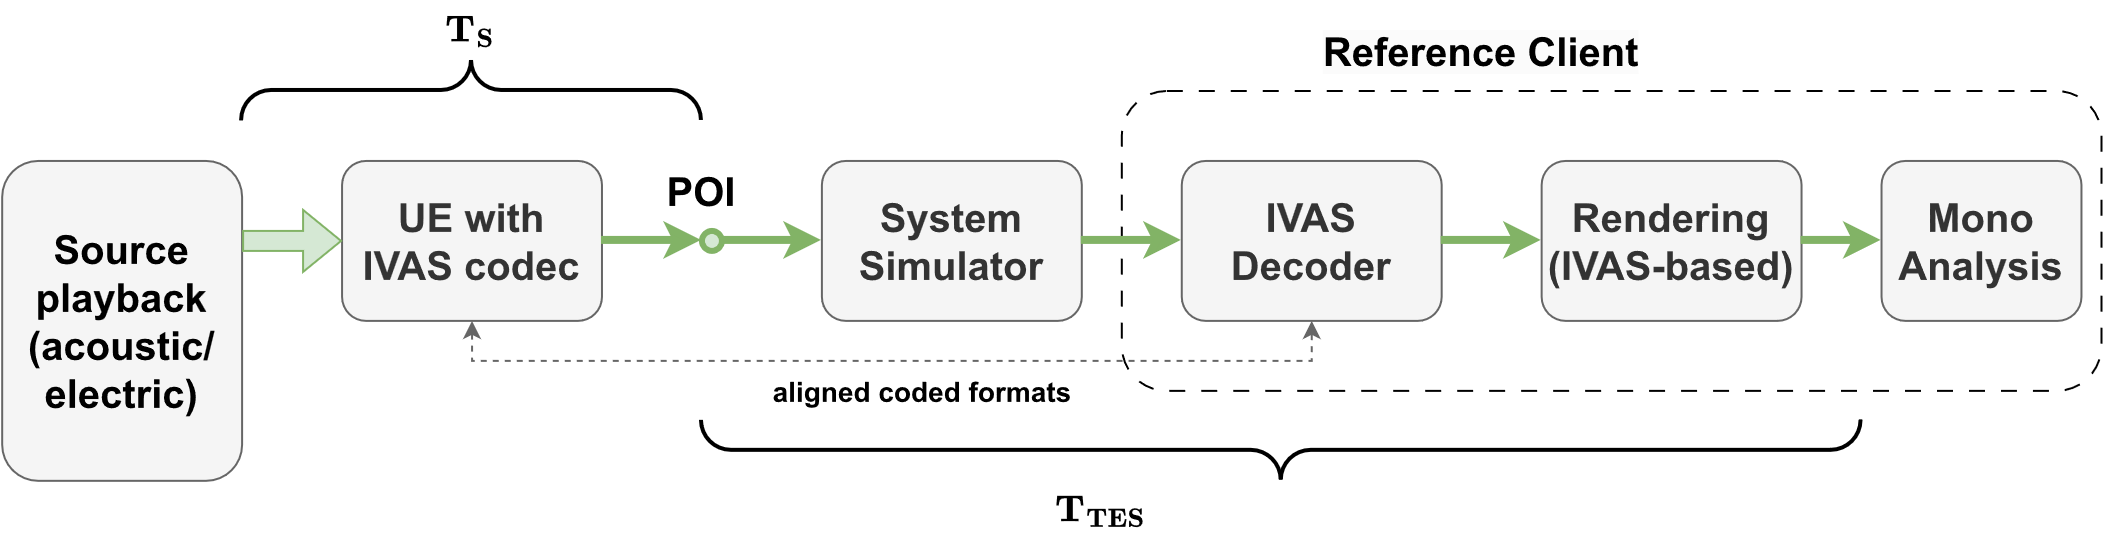 T_S
Reference Client
Source
playback
(acoustic/
electric)
UE with
IVAS codec
POI
System
Simulator
IVAS
Decoder
Rendering
(IVAS-based)
Mono
Analysis
aligned coded formats
T_TES